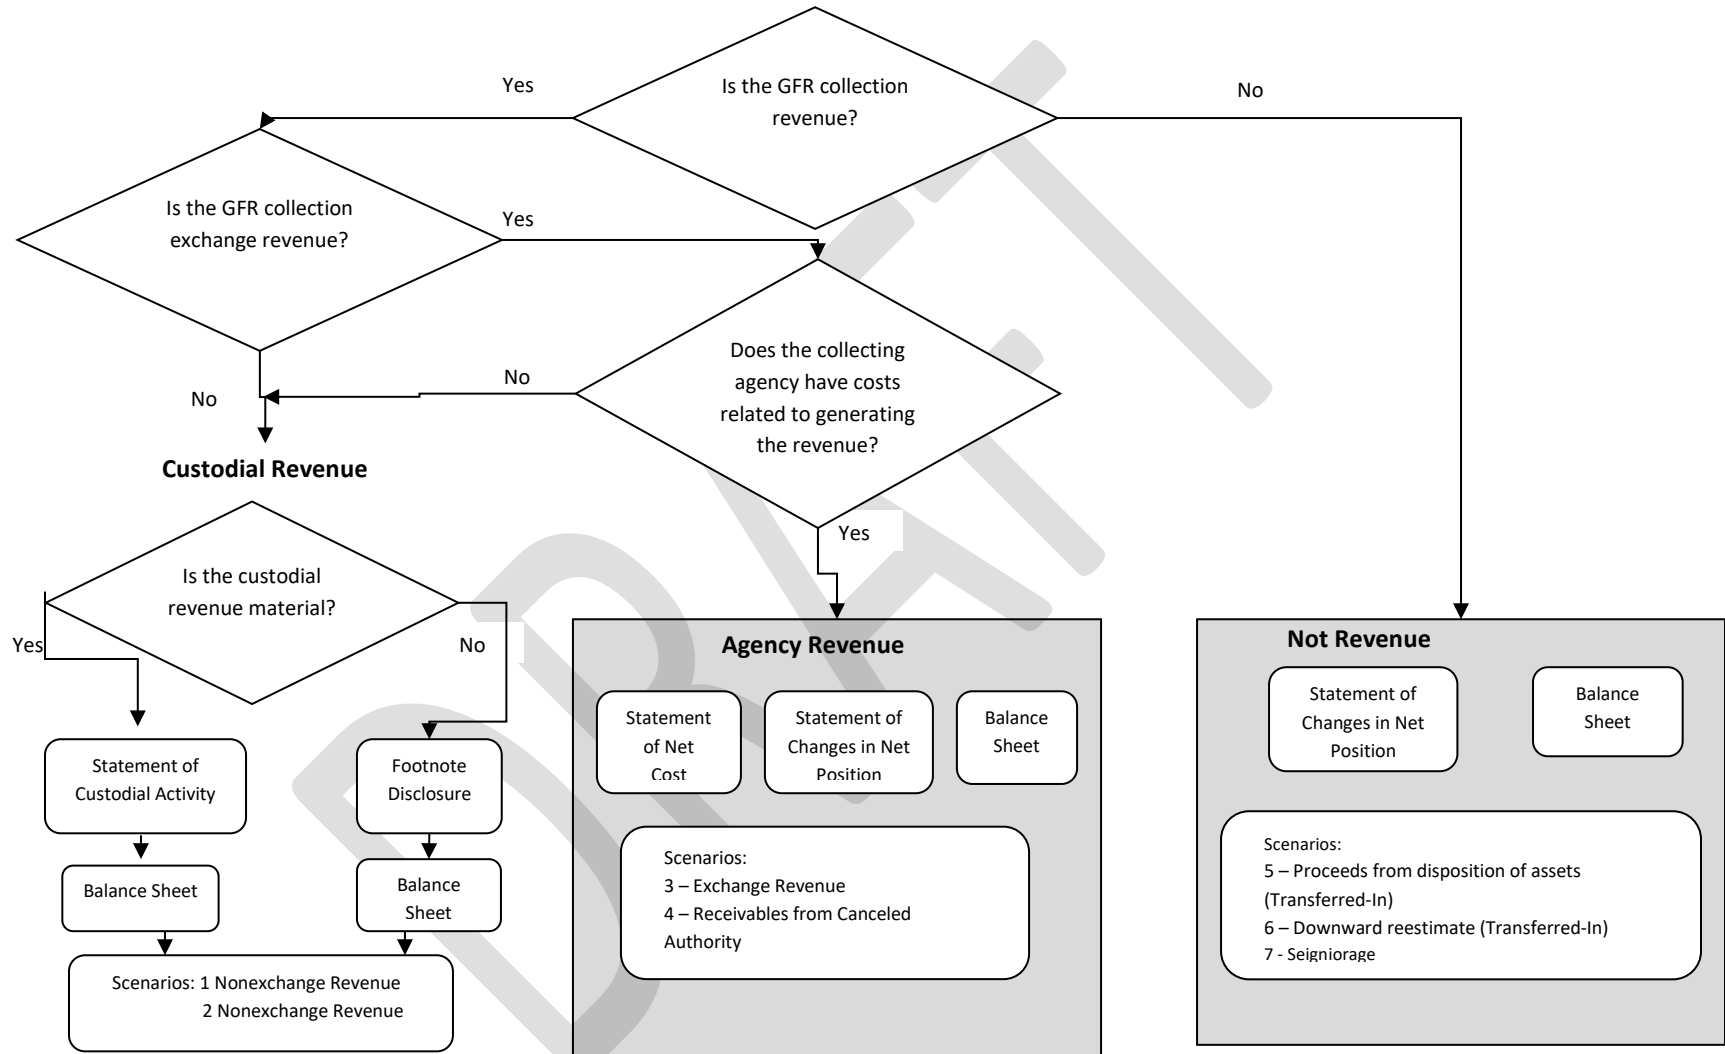 Is the GFR collection
revenue?
Yes
No
Is the GFR collection
exchange revenue?
Yes
No
Does the collecting
agency have costs
related to generating
the revenue?
No
Yes
Custodial Revenue
Is the custodial
revenue material?
Yes
No
Statement of
Custodial Activity
Balance Sheet
Footnote
Disclosure
Balance
Sheet
Scenarios: 1 Nonexchange Revenue
2 Nonexchange Revenue
Agency Revenue
Statement
of Net
Cost
Statement of
Changes in Net
Position
Balance
Sheet
Scenarios:
3 – Exchange Revenue
4 – Receivables from Canceled
Authority
Not Revenue
Statement of
Changes in Net
Position
Balance
Sheet
Scenarios:
5 – Proceeds from disposition of assets
(Transferred-In)
6 – Downward reestimate (Transferred-In)
7 - Seigniorage
DRAFT